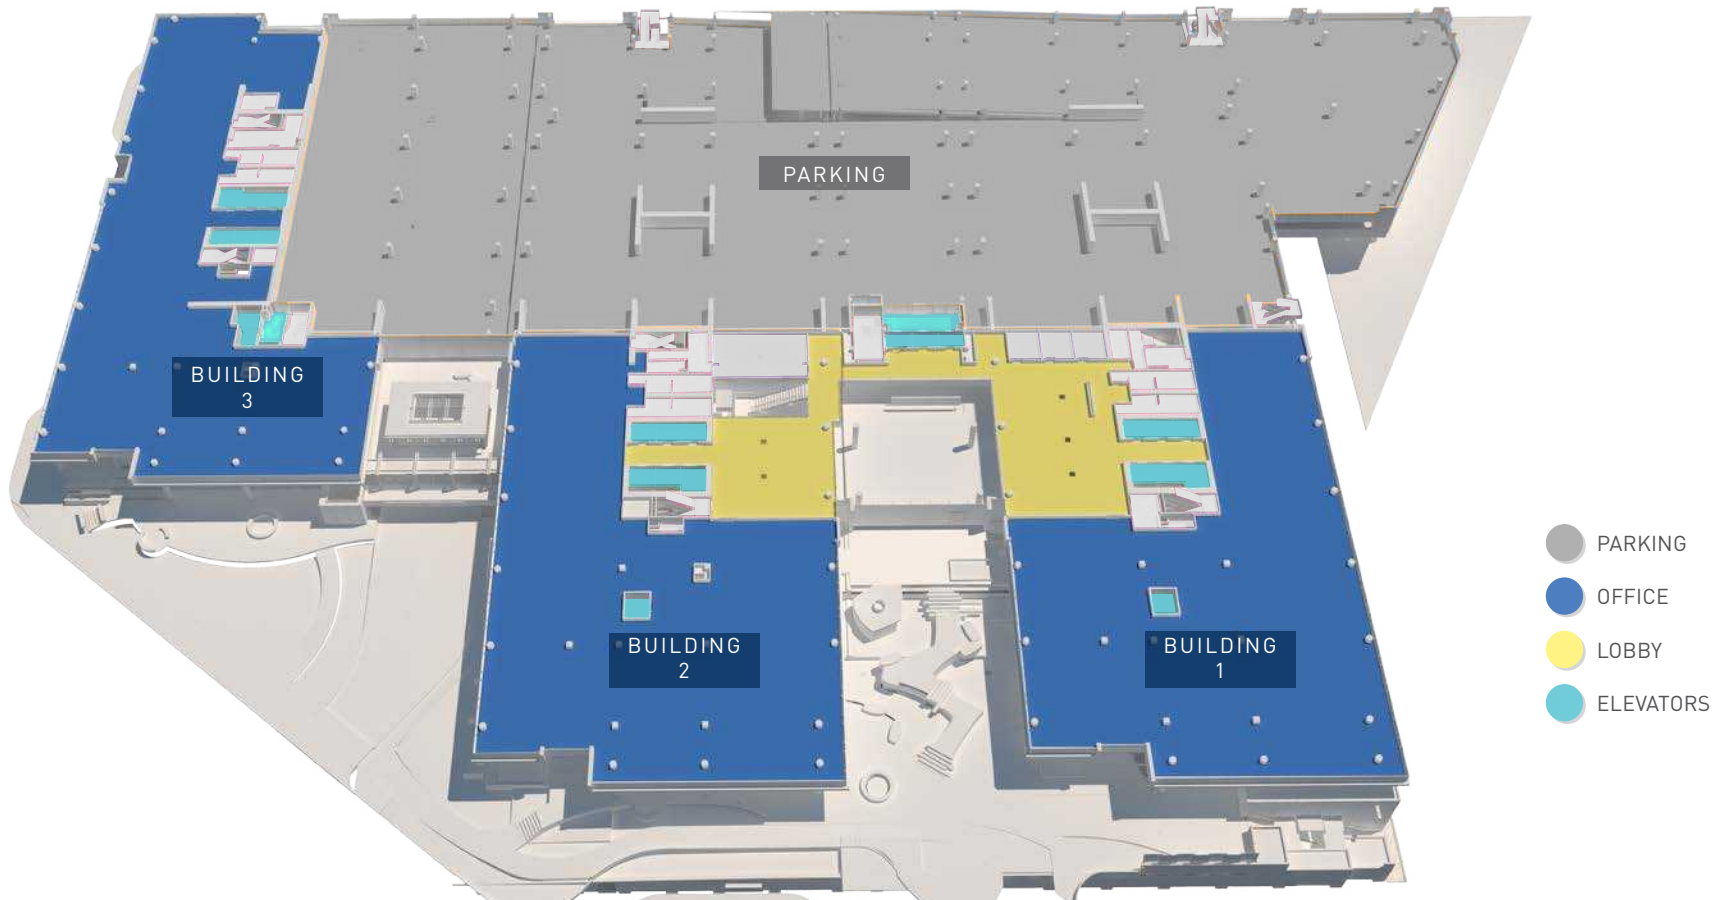 PARKING
BUILDING
3
BUILDING
2
BUILDING
1
PARKING
OFFICE
LOBBY
ELEVATORS